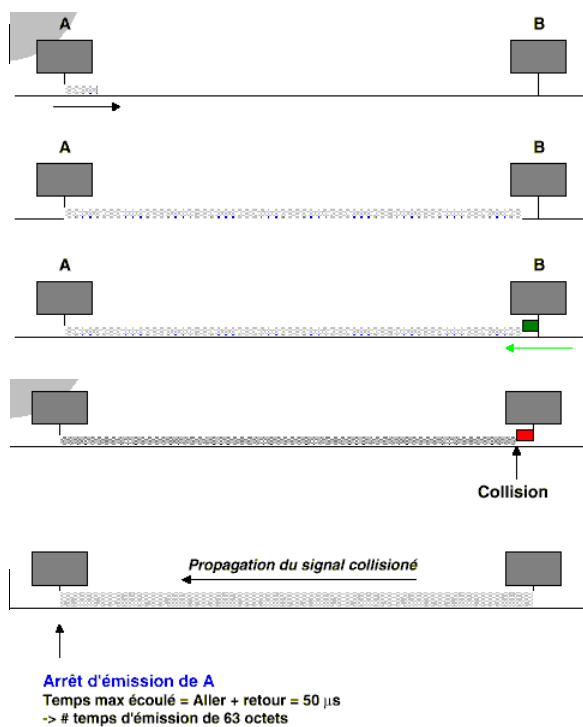 A B
A B
A B
Collision
Propagation du signal collisioné
Arrêt d'émission de A
Temps max écoulé = Aller + retour = 50 µs
-> # temps d'émission de 63 octets